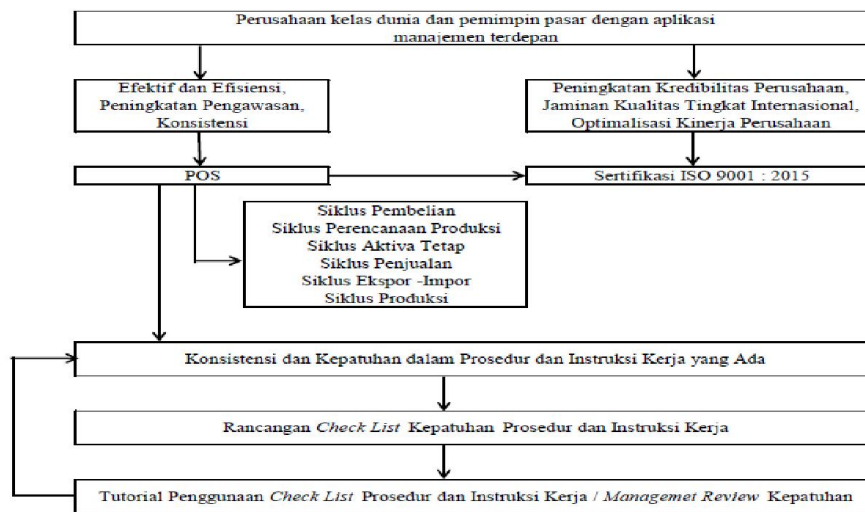 Perusahaan kelas dunia dan pemimpin pasar dengan aplikasi
manajemen terdepan
Efektif dan Efisiensi,
Peningkatan Pengawasan,
Konsistensi
Peningkatan Kredibilitas Perusahaan,
Jaminan Kualitas Tingkat Internasional,
Optimalisasi Kinerja Perusahaan
POS
Sertifikasi ISO 9001 : 2015
Siklus Pembelian
Siklus Perencanaan Produksi
Siklus Aktiva Tetap
Siklus Penjualan
Siklus Ekspor -Impor
Siklus Produksi
Konsistensi dan Kepatuhan dalam Prosedur dan Instruksi Kerja yang Ada
Rancangan Check List Kepatuhan Prosedur dan Instruksi Kerja
Tutorial Penggunaan Check List Prosedur dan Instruksi Kerja / Managemet Review Kepatuhan